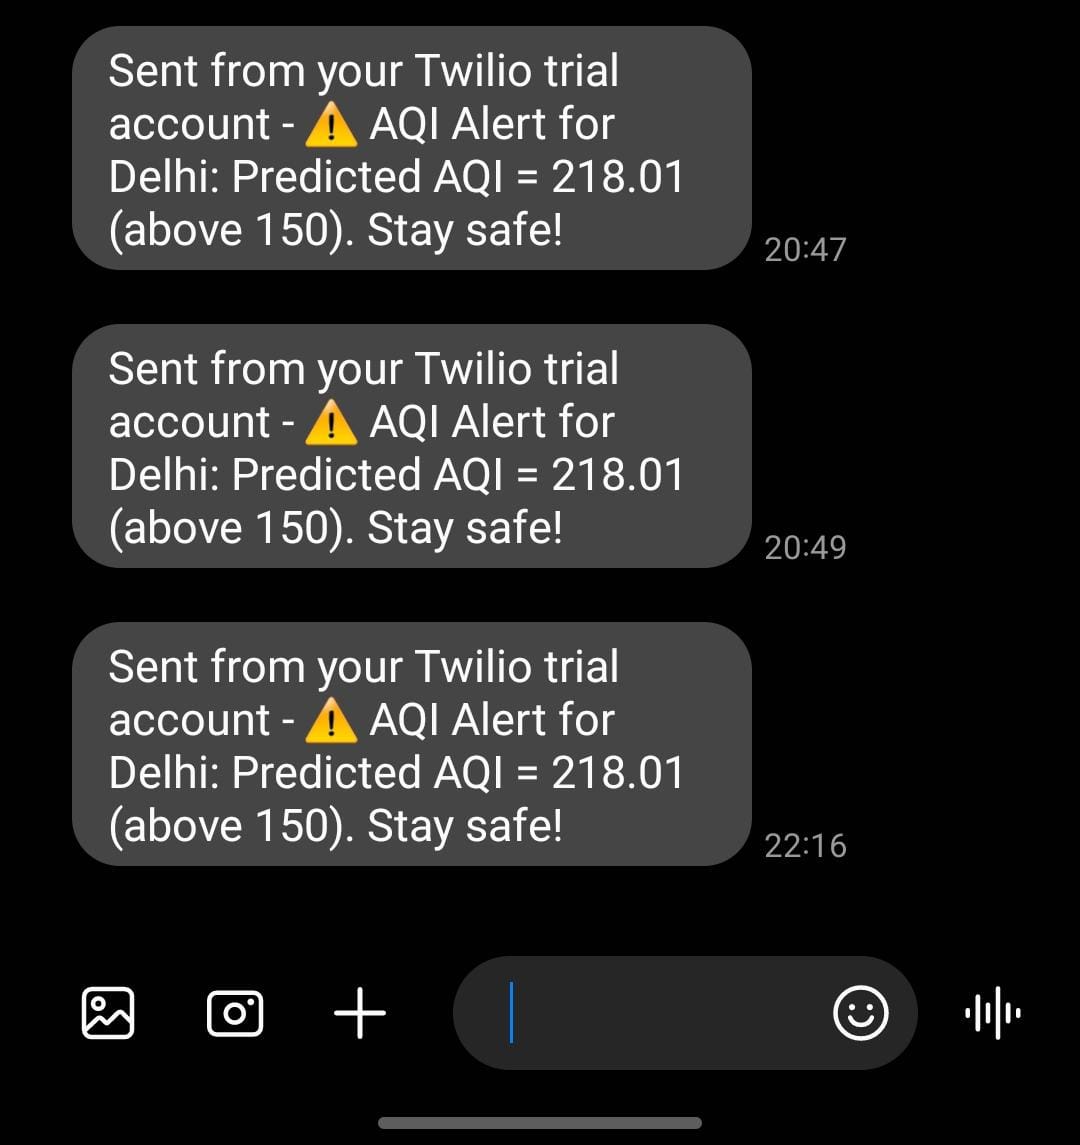 Sent from your Twilio trial
account - ⚠️ AQI Alert for
Delhi: Predicted AQI = 218.01
(above 150). Stay safe!
20:47
Sent from your Twilio trial
account - ⚠️ AQI Alert for
Delhi: Predicted AQI = 218.01
(above 150). Stay safe!
20:49
Sent from your Twilio trial
account - ⚠️ AQI Alert for
Delhi: Predicted AQI = 218.01
(above 150). Stay safe!
22:16